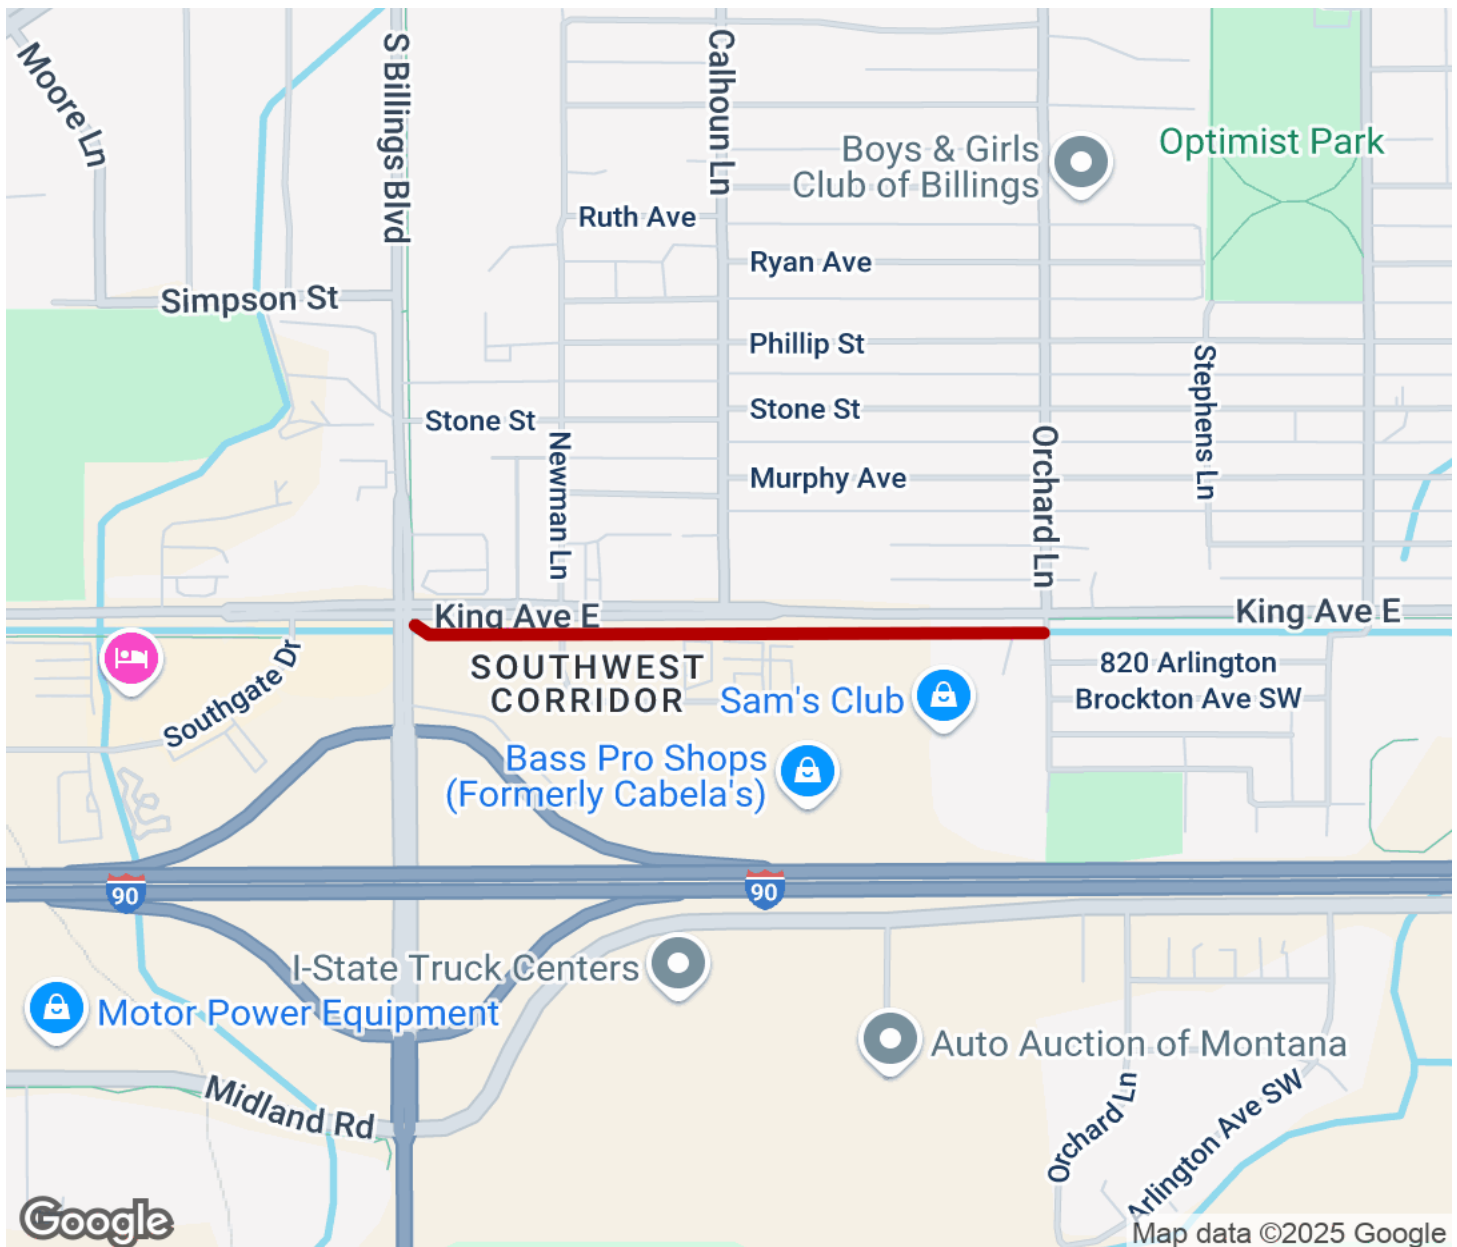 Moore Ln
S Billings Blvd
Calhoun Ln
Boys & Girls
Club of Billings
Optimist Park
Ruth Ave
Ryan Ave
Simpson St
Phillip St
Stephens Ln
Stone St
Stone St
Newman Ln
Orchard Ln
Murphy Ave
King Ave E
King Ave E
Southgate Dr
SOUTHWEST
CORRIDOR
820 Arlington
Brockton Ave SW
Sam's Club
Bass Pro Shops
(Formerly Cabela's)
90
90
I-State Truck Centers
Motor Power Equipment
Auto Auction of Montana
Midland Rd
Orchard Ln
Arlington Ave SW
Google
Map data ©2025 Google